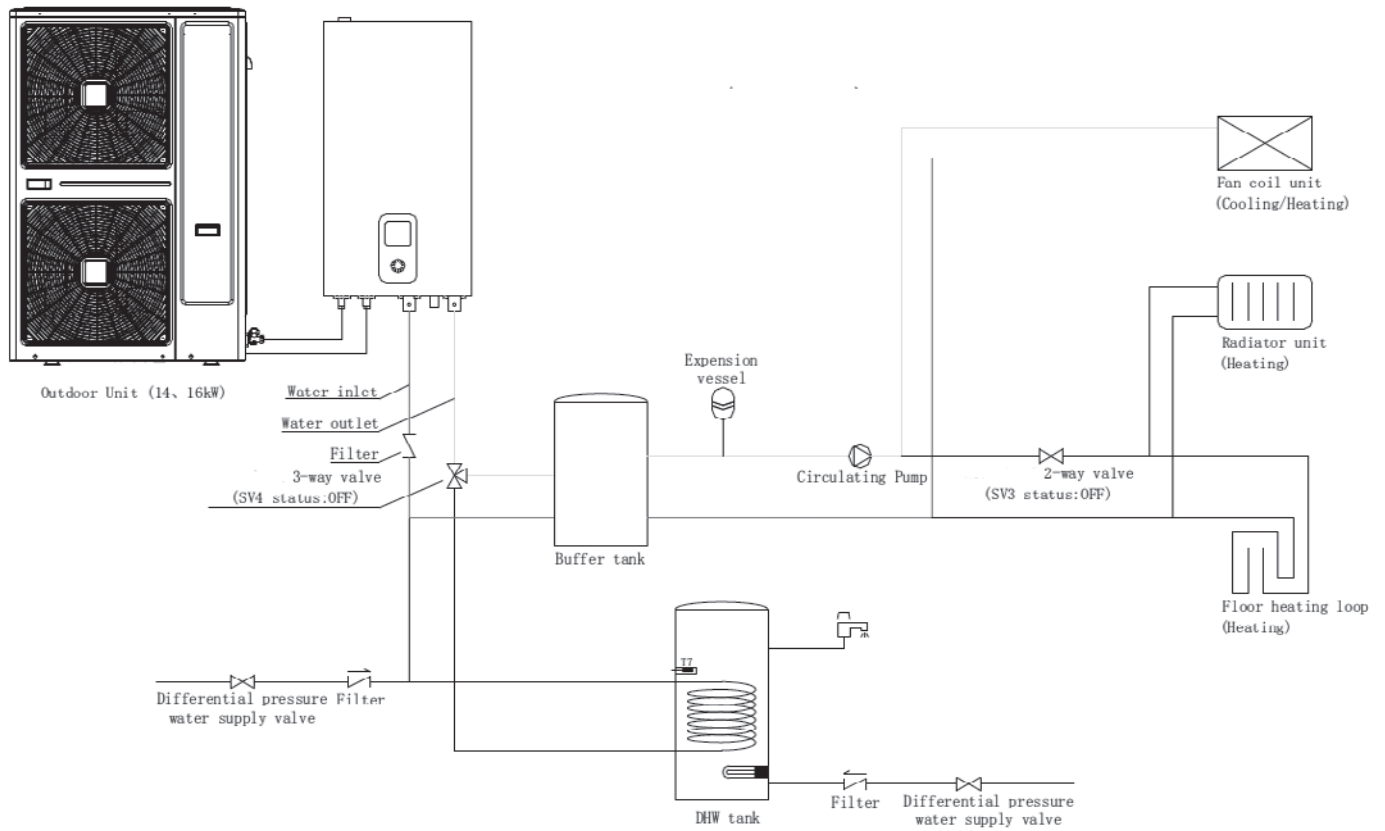 Fan coil unit
(Cooling/Heating)
Radiator unit
(Heating)
Outdoor Unit (14、16kW)
Expension
vessel
Water inlet
Water outlet
Filter
3-way valve
(SV4 status:OFF)
Circulating Pump
2-way valve
(SV3 status:OFF)
Buffer tank
Floor heating loop
(Heating)
T7
Differential pressure
water supply valve
Filter
Filter
Differential pressure
water supply valve
DHW tank